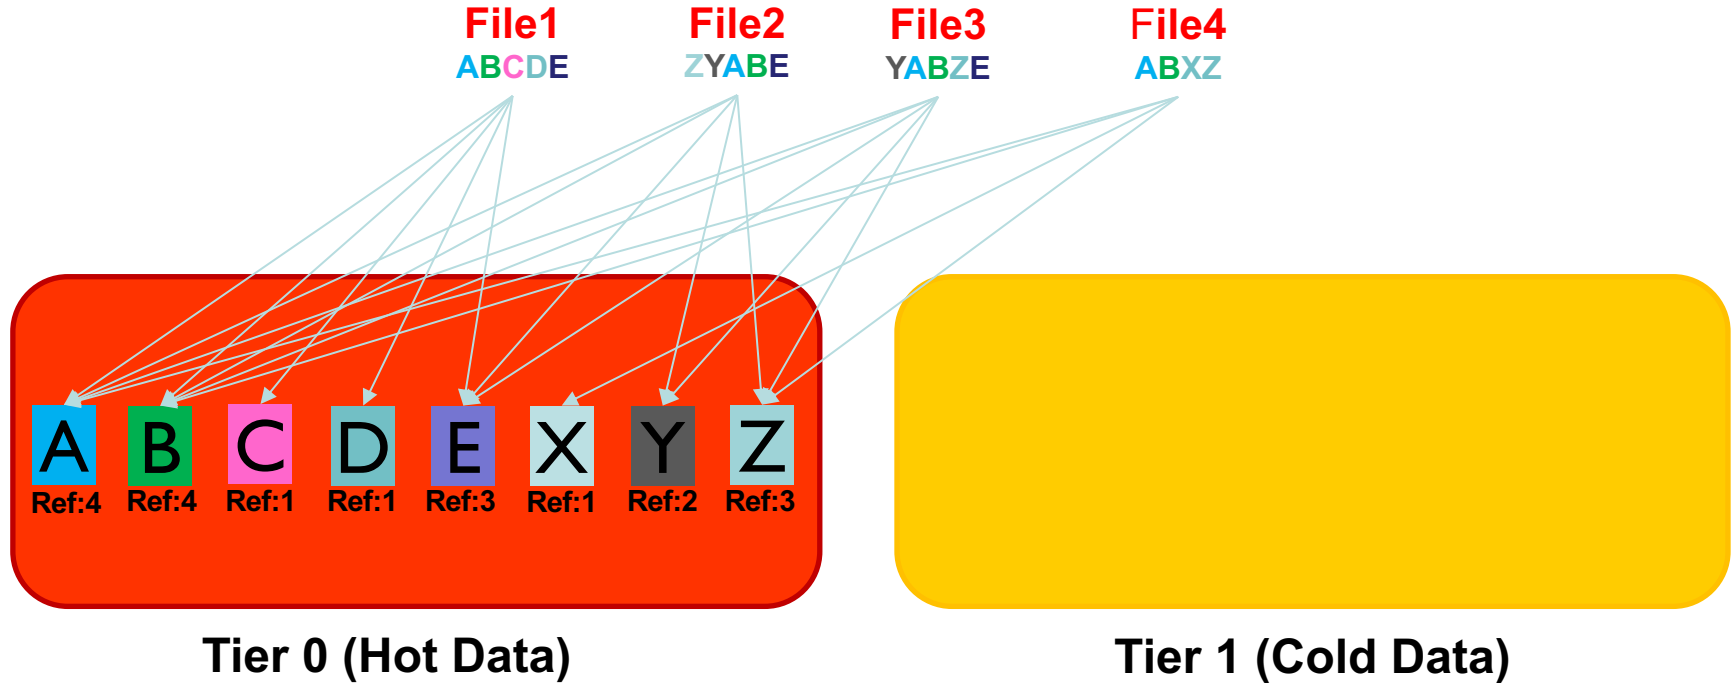 File1 File2 File3 File4
ABCDE ZYABE YABZE ABXZ
A B C D E X Y Z
Ref:4 Ref:4 Ref:1 Ref:1 Ref:3 Ref:1 Ref:2 Ref:3
Tier 0 (Hot Data) Tier 1 (Cold Data)